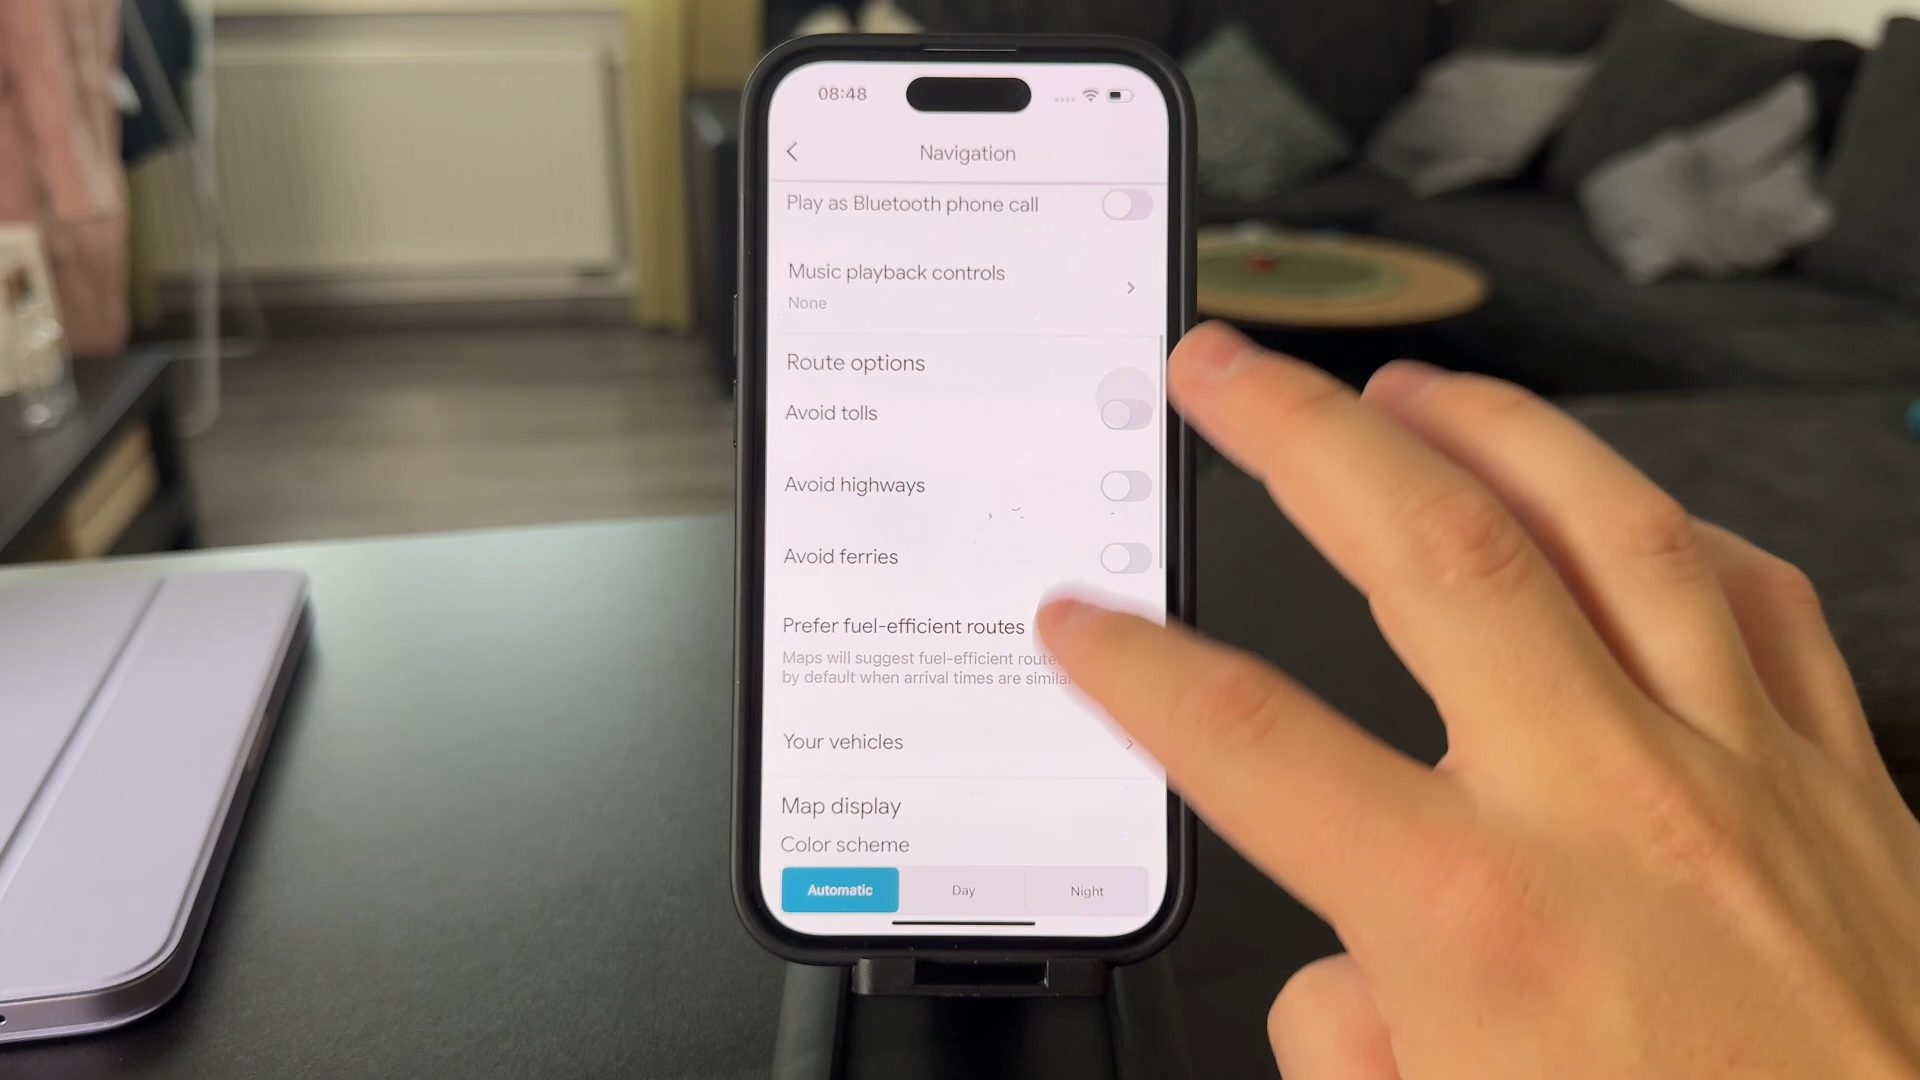 08:48
Navigation
Play as Bluetooth phone call
Music playback controls
None
Route options
Avoid tolls
Avoid highways
Avoid ferries
Prefer fuel-efficient routes
Maps will suggest fuel-efficient route
by default when arrival times are similar
Your vehicles
Map display
Color scheme
Automatic
Day
Night